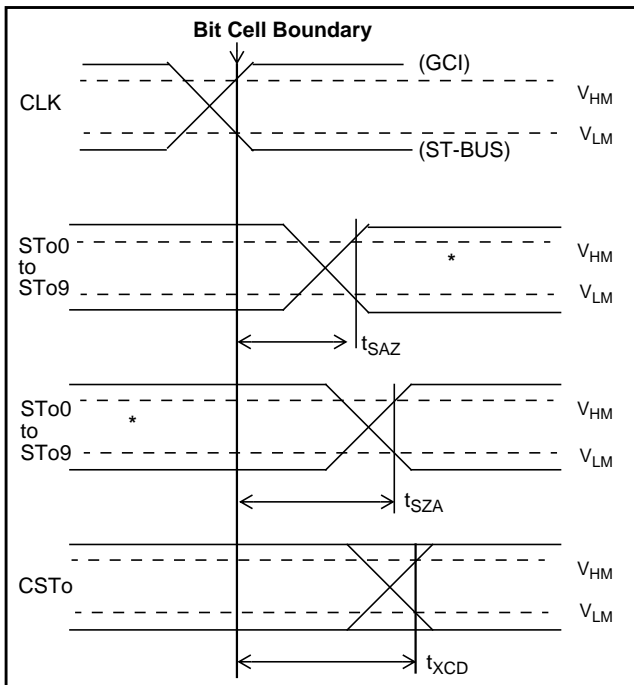 Bit Cell Boundary
(GCI)
CLK
V_HM
V_LM
(ST-BUS)
STo0
to
STo9
*
V_HM
V_LM
t_SAZ
STo0
to
STo9
*
V_HM
V_LM
t_SZA
CSTo
V_HM
V_LM
t_XCD